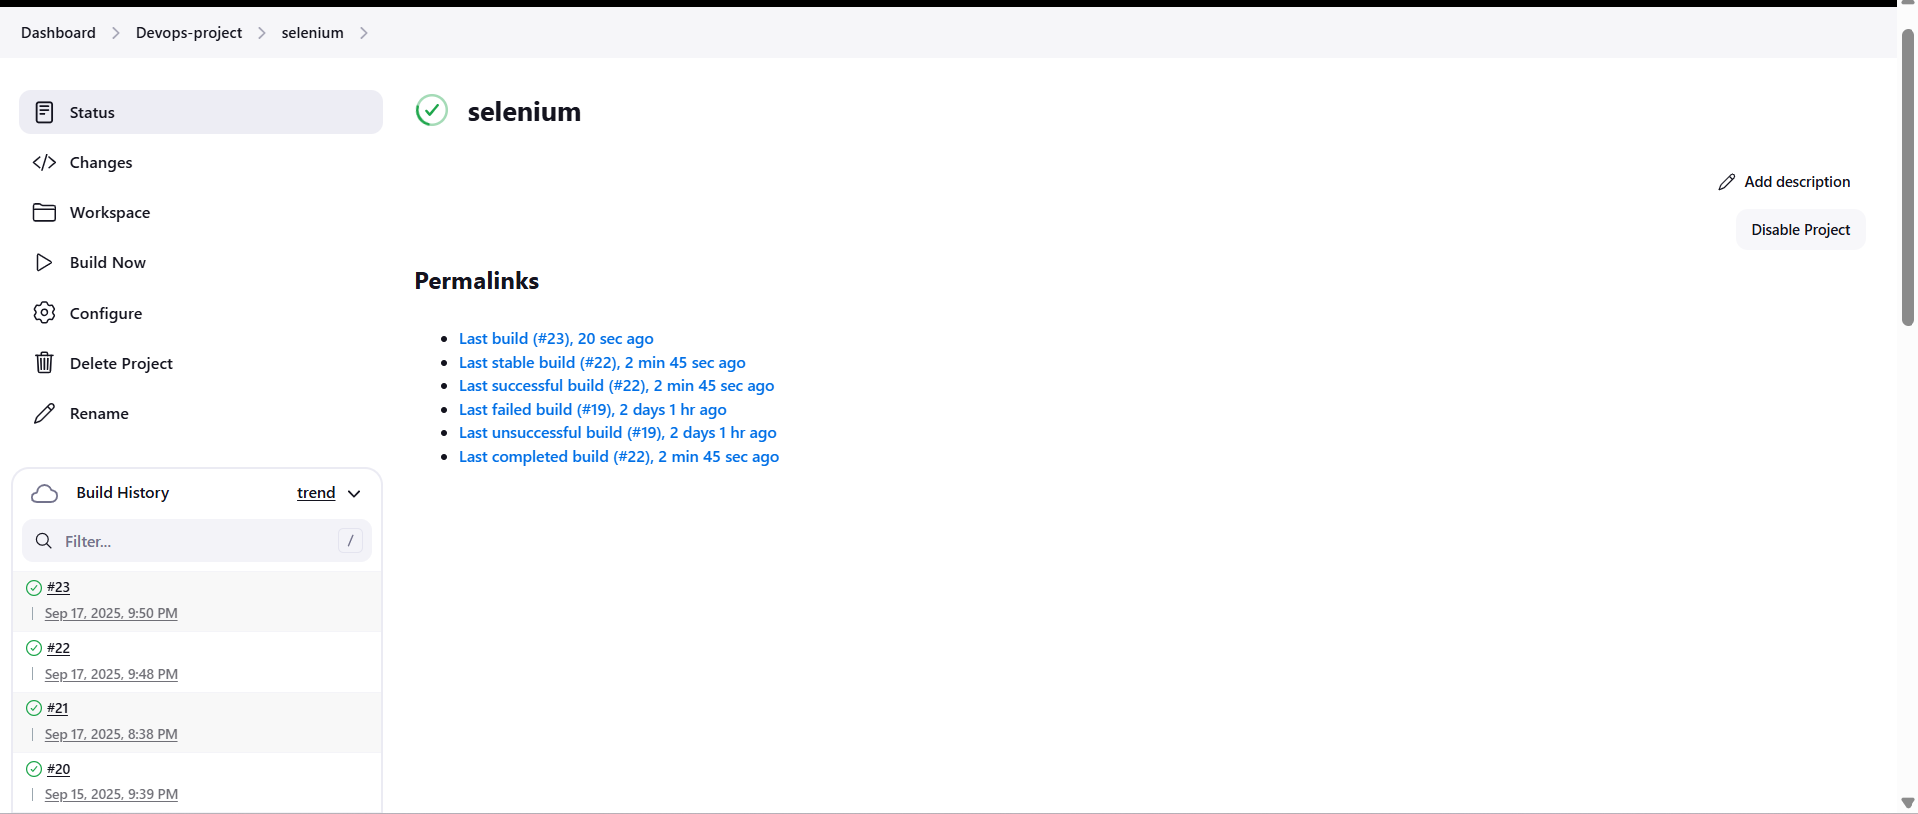 Dashboard
Devops-project
selenium
Status
Changes
Workspace
Build Now
Configure
Delete Project
Rename
Build History
trend
Filter...
/
#23
Sep 17, 2025, 9:50 PM
#22
Sep 17, 2025, 9:48 PM
#21
Sep 17, 2025, 8:38 PM
#20
Sep 15, 2025, 9:39 PM
selenium
Add description
Disable Project
Permalinks
Last build (#23), 20 sec ago
Last stable build (#22), 2 min 45 sec ago
Last successful build (#22), 2 min 45 sec ago
Last failed build (#19), 2 days 1 hr ago
Last unsuccessful build (#19), 2 days 1 hr ago
Last completed build (#22), 2 min 45 sec ago